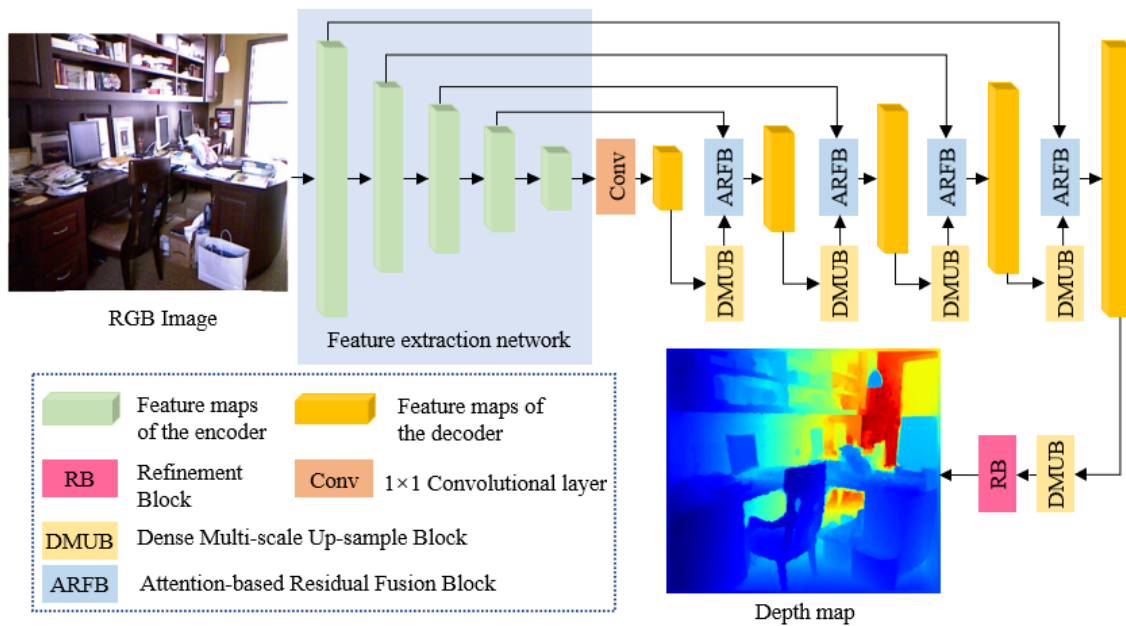 Conv
ARFB
ARFB
ARFB
ARFB
DMUB
DMUB
DMUB
DMUB
RGB Image
Feature extraction network
Feature maps
of the encoder
Feature maps of
the decoder
RB
Refinement
Block
Conv
1×1 Convolutional layer
DMUB
Dense Multi-scale Up-sample Block
ARFB
Attention-based Residual Fusion Block
RB
DMUB
Depth map